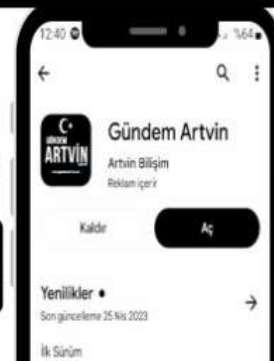 12:40
%64
GÜNDEM
ARTVİN
Gündem Artvin
Artvin Bilişim
Reklam içerir
Kaldır
Aç
Yenilikler •
Son güncelleme 25 Nis 2023
İlk Sürüm